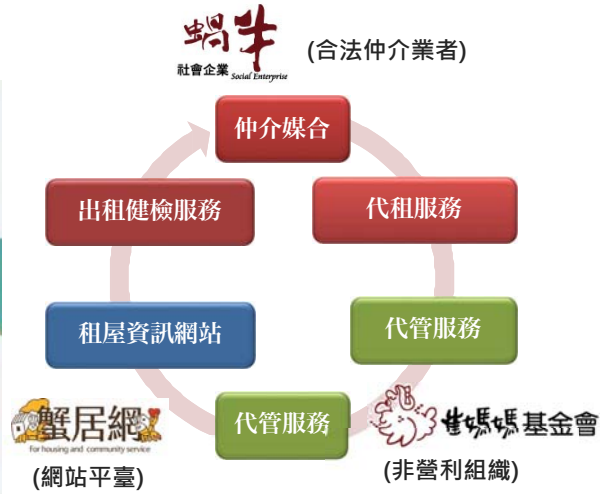 蝸牛
社會企業 Social Enterprise
(合法仲介業者)
仲介媒合
出租健檢服務
代租服務
租屋資訊網站
代管服務
代管服務
蟹居網
For housing and community service
(網站平臺)
崔媽媽基金會
(非營利組織)